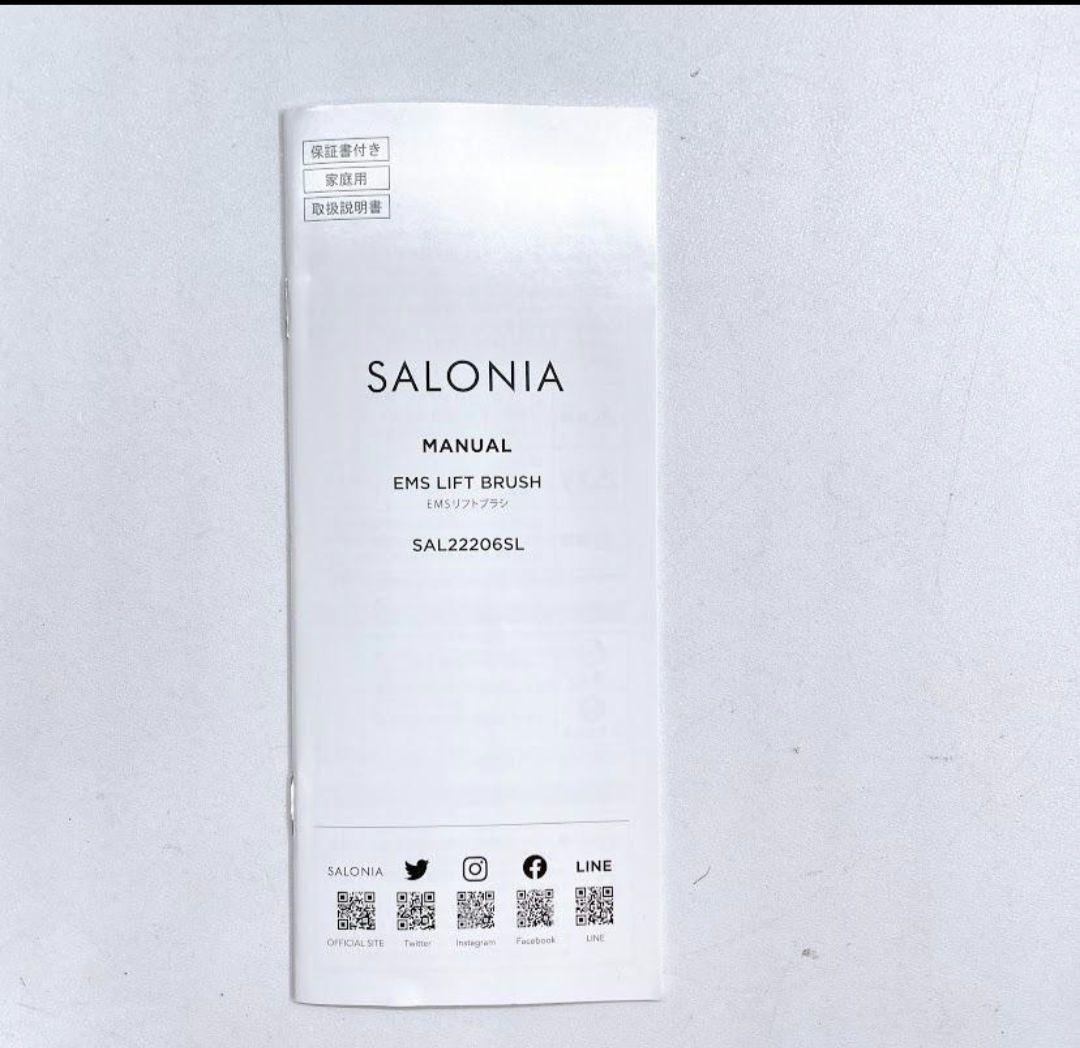 保証書付き
家庭用
取扱説明書
SALONIA
MANUAL
EMS LIFT BRUSH
EMSリフトブラシ
SAL22206SL
SALONIA
LINE
OFFICIAL SITE
Twitter
Instagram
Facebook
LINE